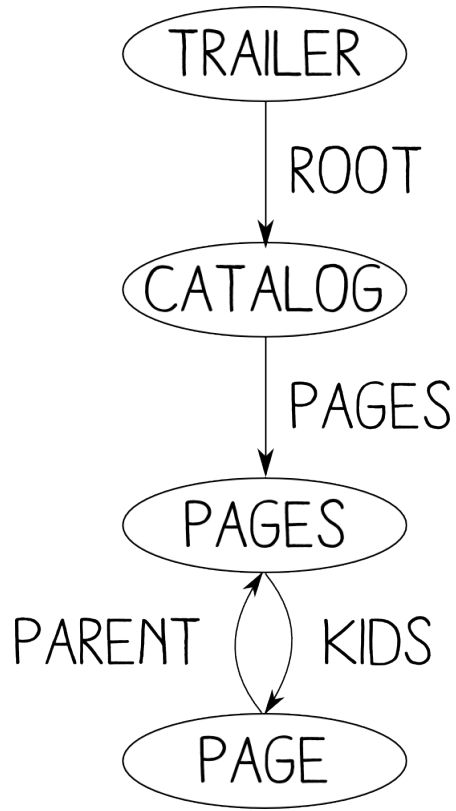 TRAILER
ROOT
CATALOG
PAGES
PAGES
PARENT
KIDS
PAGE